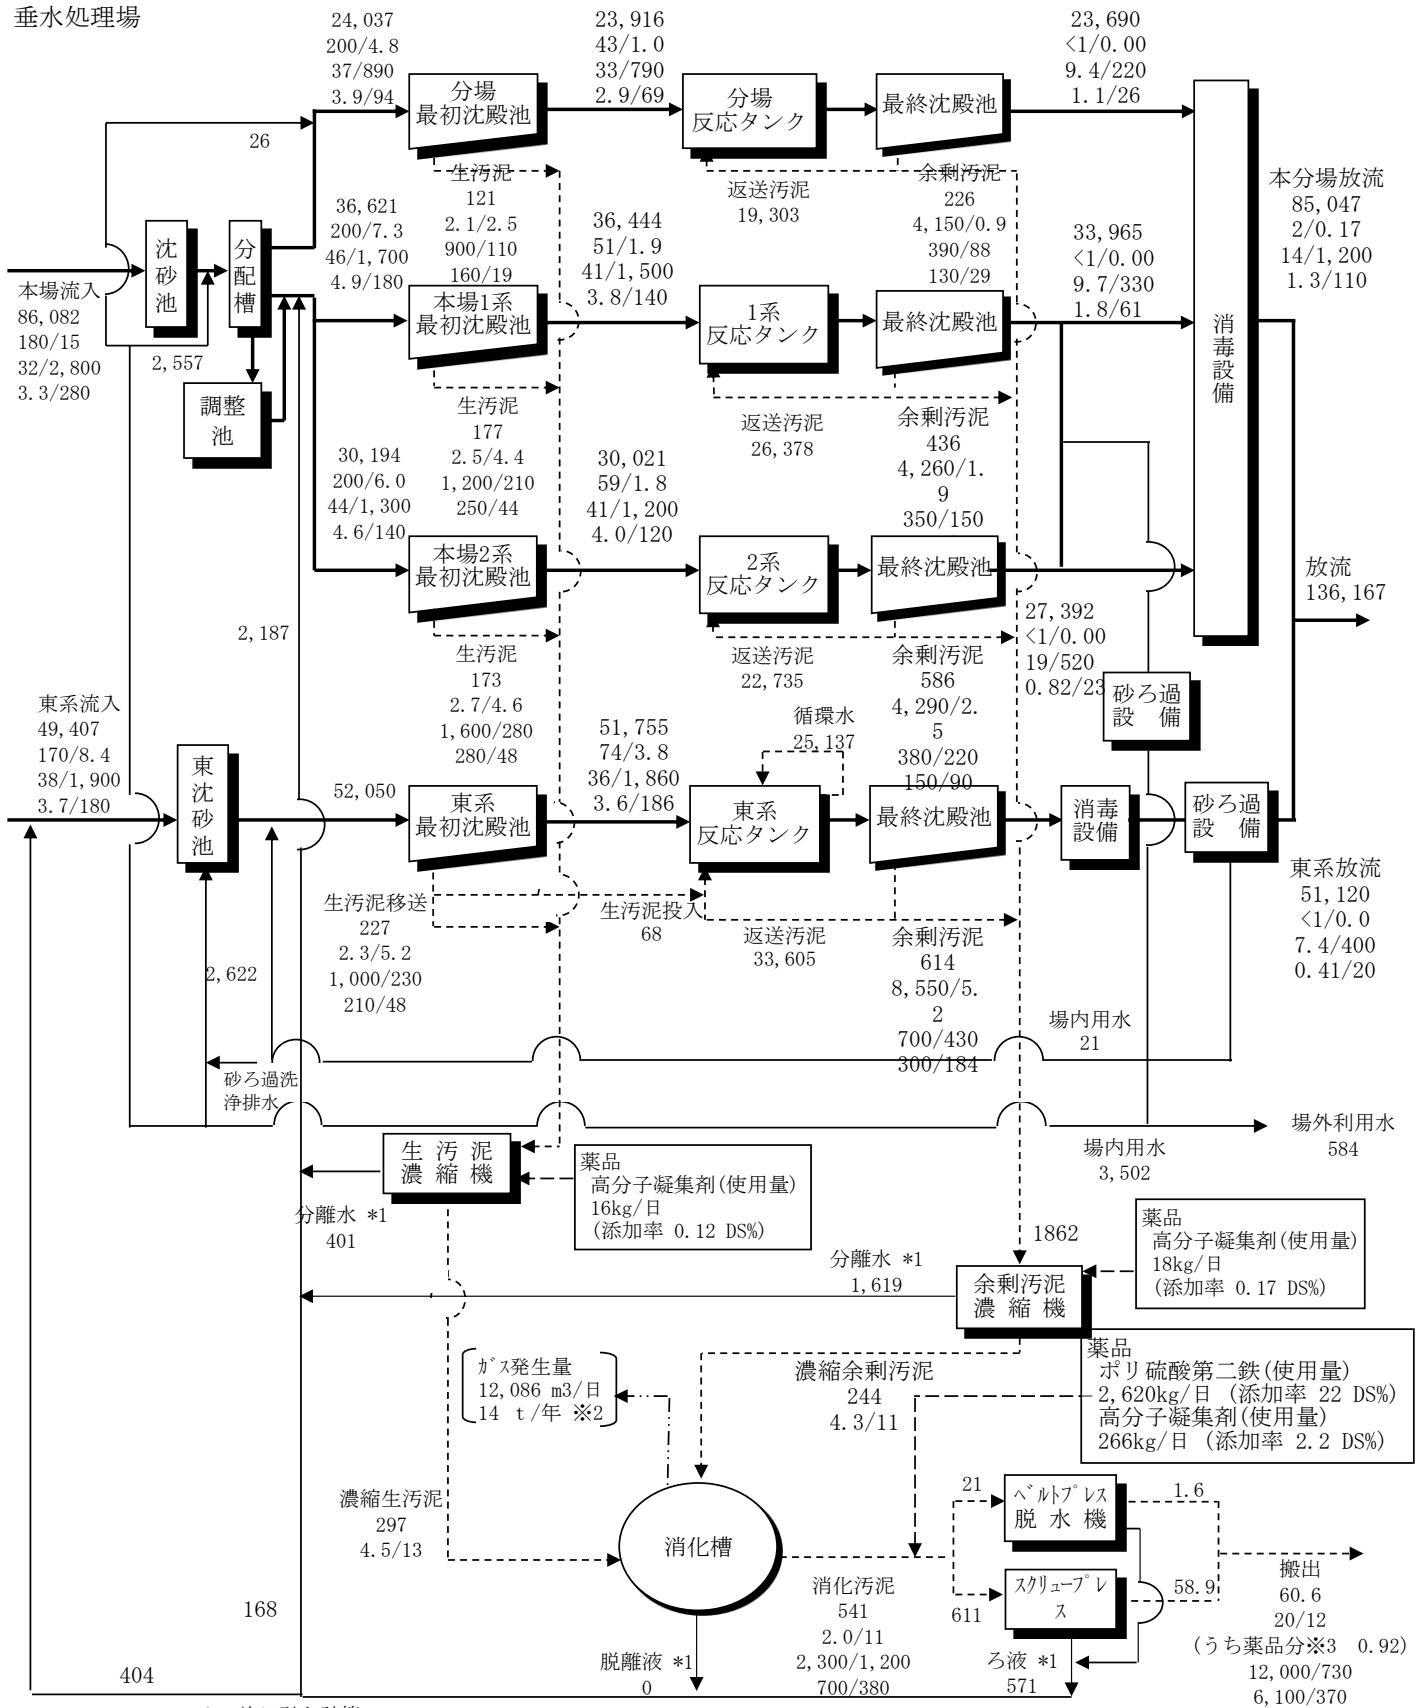 垂水処理場
24,037
200/4.8
37/890
3.9/94
23,916
43/1.0
33/790
2.9/69
23,690
<1/0.00
9.4/220
1.1/26
分場
最初沈殿池
分場
反応タンク
最終沈殿池
26
生汚泥
121
2.1/2.5
900/110
160/19
返送汚泥
19,303
余剰汚泥
226
4,150/0.9
390/88
130/29
本分場放流
85,047
2/0.17
14/1,200
1.3/110
沈
砂
池
分
配
槽
本場流入
86,082
180/15
32/2,800
3.3/280
2,557
調整
池
36,621
200/7.3
46/1,700
4.9/180
36,444
51/1.9
41/1,500
3.8/140
33,965
<1/0.00
9.7/330
1.8/61
本場1系
最初沈殿池
1系
反応タンク
最終沈殿池
消
毒
設
備
生汚泥
177
2.5/4.4
1,200/210
250/44
返送汚泥
26,378
余剰汚泥
436
4,260/1.
9
350/150
30,194
200/6.0
44/1,300
4.6/140
30,021
59/1.8
41/1,200
4.0/120
本場2系
最初沈殿池
2系
反応タンク
最終沈殿池
放流
136,167
2,187
生汚泥
173
2.7/4.6
1,600/280
280/48
返送汚泥
22,735
余剰汚泥
586
4,290/2.
5
380/220
150/90
27,392
<1/0.00
19/520
0.82/23
砂ろ過
設　備
東系流入
49,407
170/8.4
38/1,900
3.7/180
東
沈
砂
池
52,050
51,755
74/3.8
36/1,860
3.6/186
循環水
25,137
東系
最初沈殿池
東系
反応タンク
最終沈殿池
消毒
設備
砂ろ過
設　備
生汚泥移送
227
2.3/5.2
1,000/230
210/48
生汚泥投入
68
返送汚泥
33,605
余剰汚泥
614
8,550/5.
2
700/430
300/184
東系放流
51,120
<1/0.0
7.4/400
0.41/20
2,622
場内用水
21
砂ろ過洗
浄排水
場外利用水
584
場内用水
3,502
生 汚 泥
濃 縮 機
薬品
高分子凝集剤(使用量)
16kg/日
(添加率 0.12 DS%)
分離水 *1
401
1862
薬品
高分子凝集剤(使用量)
18kg/日
(添加率 0.17 DS%)
分離水 *1
1,619
余剰汚泥
濃 縮 機
薬品
ポリ硫酸第二鉄(使用量)
2,620kg/日 (添加率 22 DS%)
高分子凝集剤(使用量)
266kg/日 (添加率 2.2 DS%)
ｶﾞｽ発生量
12,086 m3/日
14 ｔ/年 ※2
濃縮余剰汚泥
244
4.3/11
濃縮生汚泥
297
4.5/13
消化槽
21
ﾍﾞﾙﾄﾌﾟﾚｽ
脱 水 機
1.6
ｽｸﾘｭｰﾌﾟﾚ
ｽ
58.9
611
消化汚泥
541
2.0/11
2,300/1,200
700/380
搬出
60.6
20/12
(うち薬品分※3　0.92)
12,000/730
6,100/370
168
404
脱離液 *1
0
ろ液 *1
571